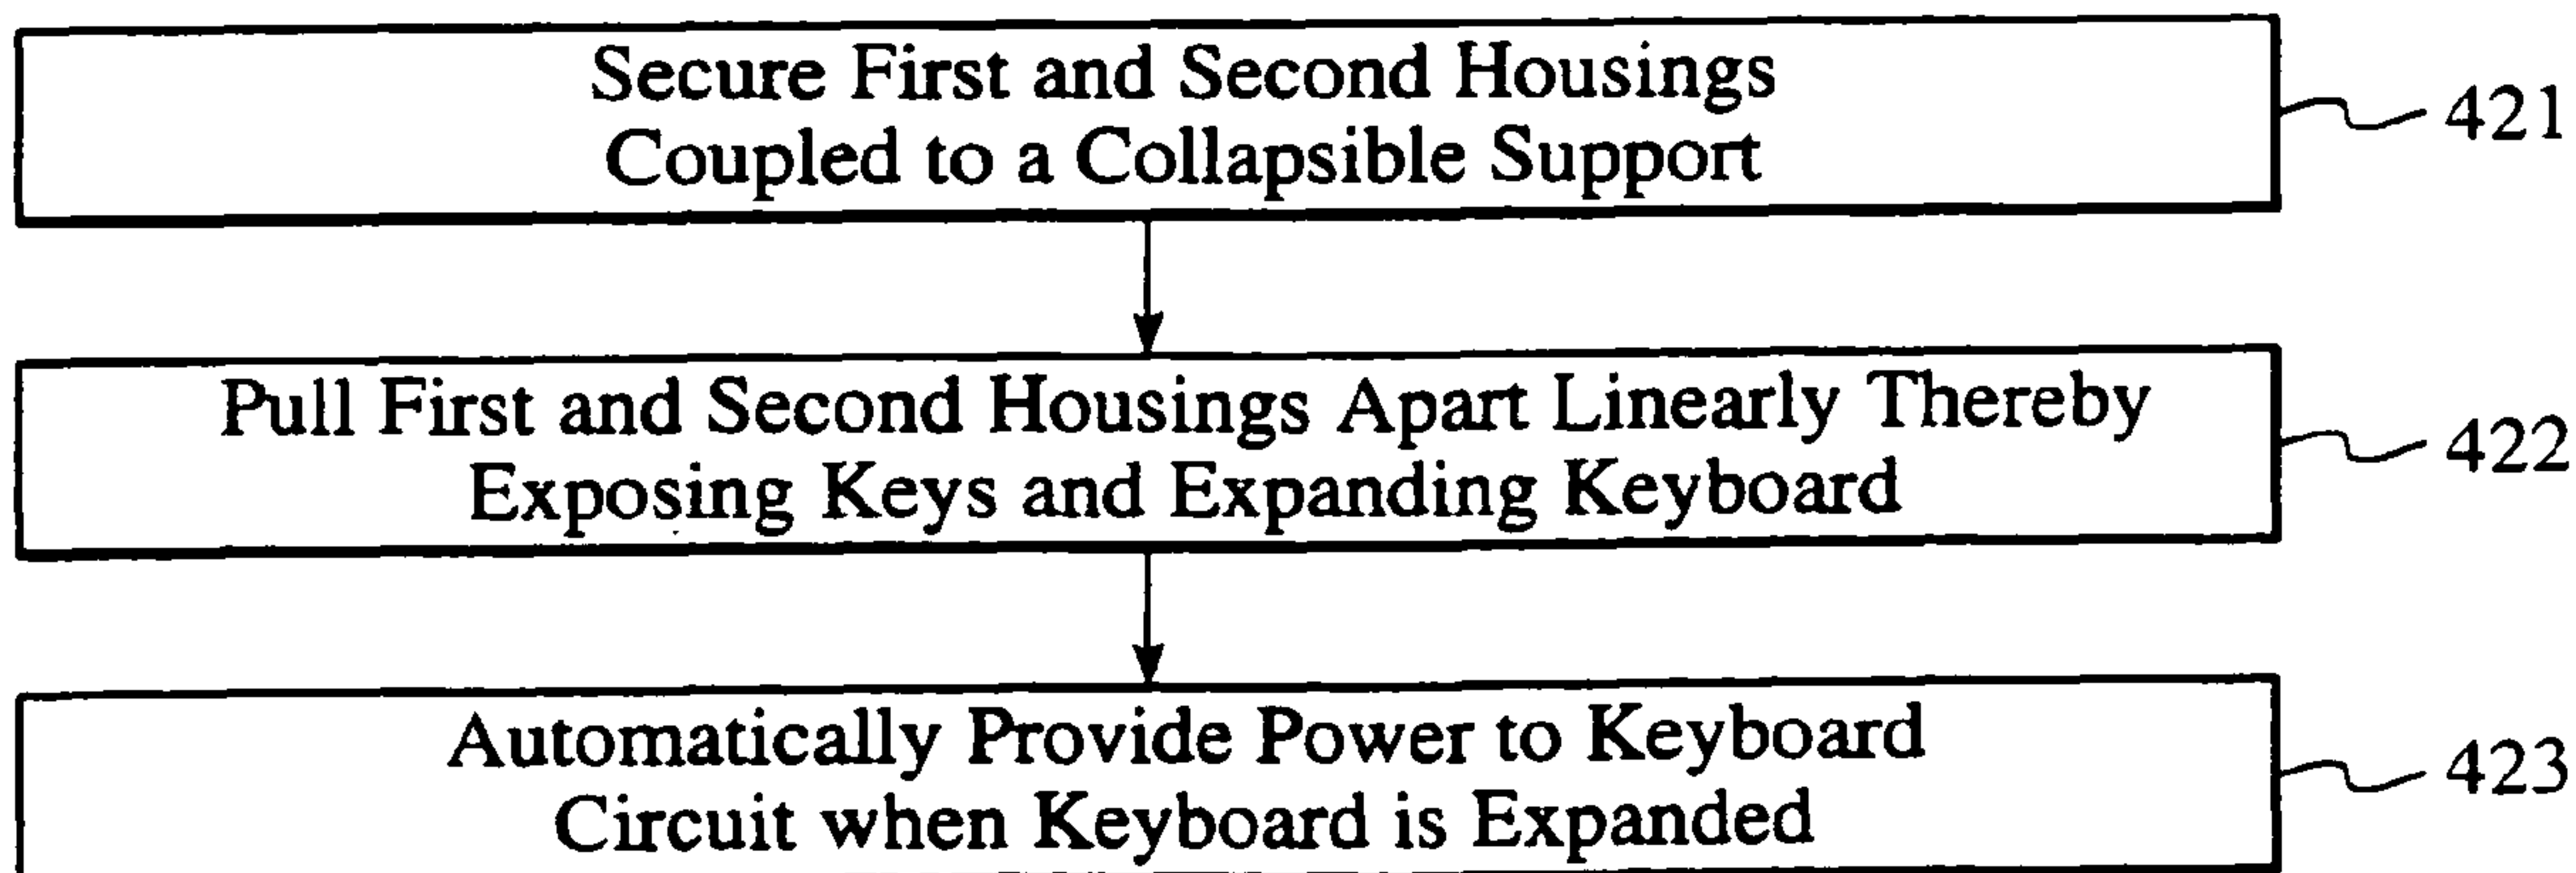 Secure First and Second Housings
Coupled to a Collapsible Support
421
Pull First and Second Housings Apart Linearly Thereby
Exposing Keys and Expanding Keyboard
422
Automatically Provide Power to Keyboard
Circuit when Keyboard is Expanded
423